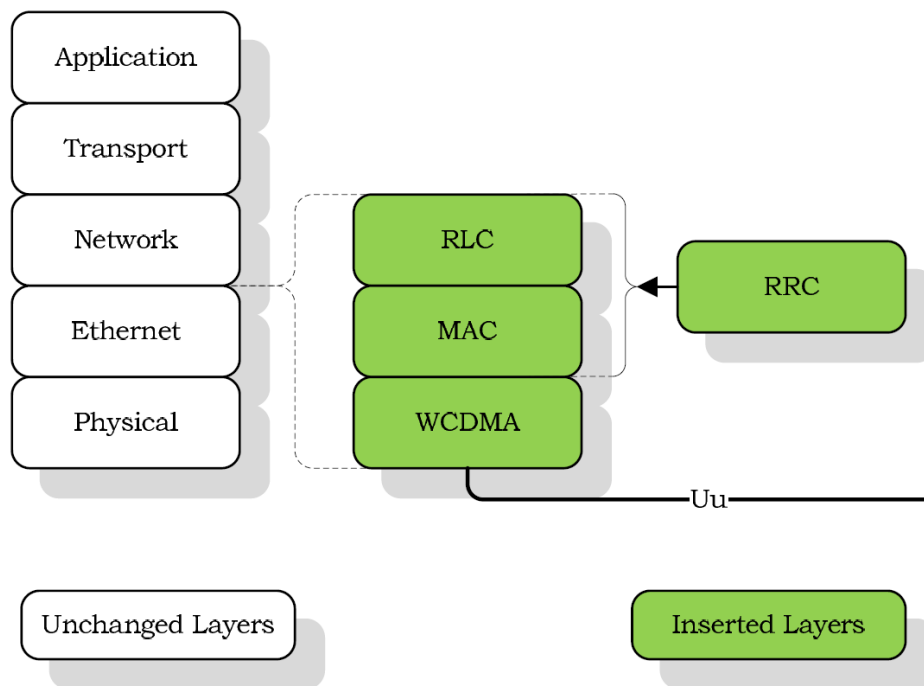 Application
Transport
Network
Ethernet
Physical
RLC
MAC
WCDMA
RRC
Uu
Unchanged Layers
Inserted Layers